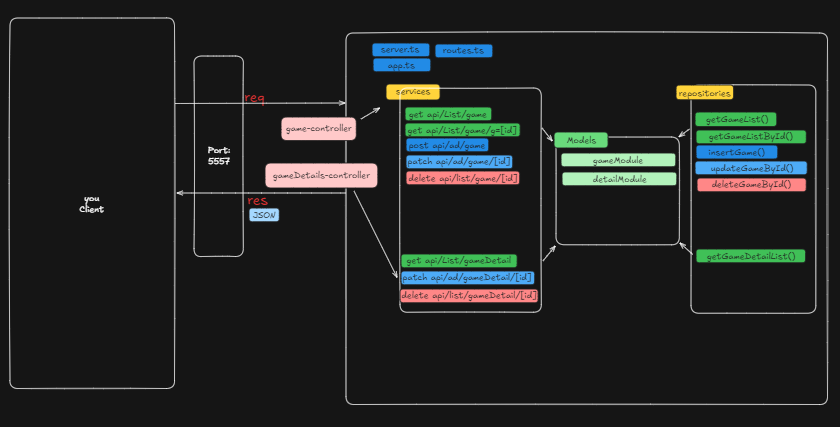 server.ts
routes.ts
app.ts
services
repositories
req
game-controller
get api/List/game
get api/List/game/g=[id]
post api/ad/game
patch api/ad/game/[id]
delete api/list/game/[id]
Models
gameModule
detailModule
getGameList()
getGameListById()
insertGame()
updateGameById()
deleteGameById()
Port:
5557
gameDetails-controller
you
Client
res
JSON
get api/List/gameDetail
patch api/ad/gameDetail/[id]
delete api/list/gameDetail/[id]
getGameDetailList()